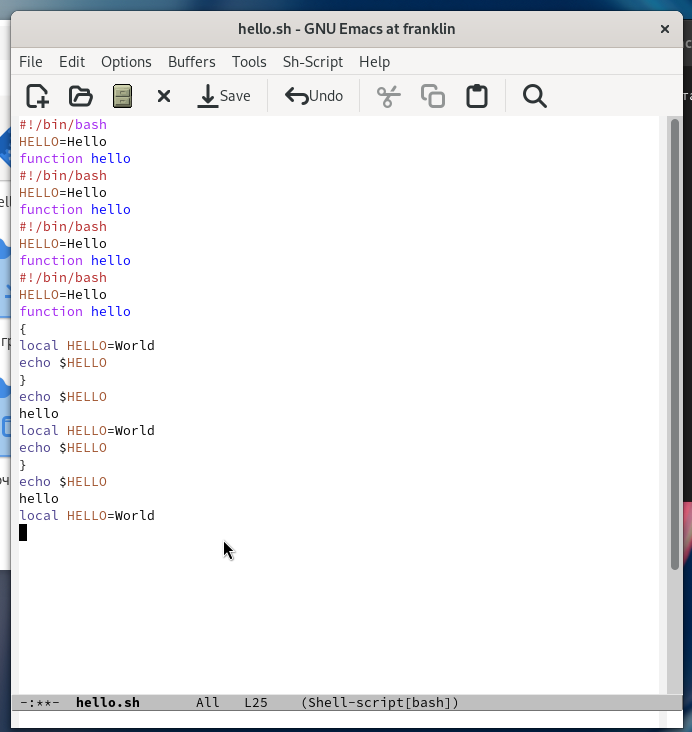 hello.sh - GNU Emacs at franklin
File Edit Options Buffers Tools Sh-Script Help
Save Undo
#!/bin/bash
HELLO=Hello
function hello
#!/bin/bash
HELLO=Hello
function hello
#!/bin/bash
HELLO=Hello
function hello
#!/bin/bash
HELLO=Hello
function hello
{
local HELLO=World
echo $HELLO
}
echo $HELLO
hello
local HELLO=World
echo $HELLO
}
echo $HELLO
hello
local HELLO=World
-:**- hello.sh All L25 (Shell-script[bash])